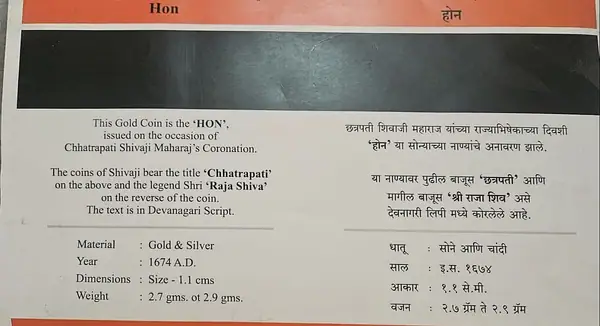 Hon
होन
This Gold Coin is the ‘HON’,
issued on the occasion of
Chhatrapati Shivaji Maharaj's Coronation.
The coins of Shivaji bear the title ‘Chhatrapati’
on the above and the legend Shri ‘Raja Shiva’
on the reverse of the coin.
The text is in Devanagari Script.
Material : Gold & Silver
Year : 1674 A.D.
Dimensions : Size - 1.1 cms
Weight : 2.7 gms. ot 2.9 gms.
छत्रपती शिवाजी महाराज यांच्या राज्याभिषेकाच्या दिवशी
‘होन’ या सोन्याच्या नाण्यांचे अनावरण झाले.
या नाण्यावर पुढील बाजूस ‘छत्रपती’ आणि
मागील बाजूस ‘श्री राजा शिव’ असे
देवनागरी लिपी मध्ये कोरलेले आहे.
धातू : सोने आणि चांदी
साल : इ.स. १६७४
आकार : १.१ से.मी.
वजन : २.७ ग्रॅम ते २.९ ग्रॅम